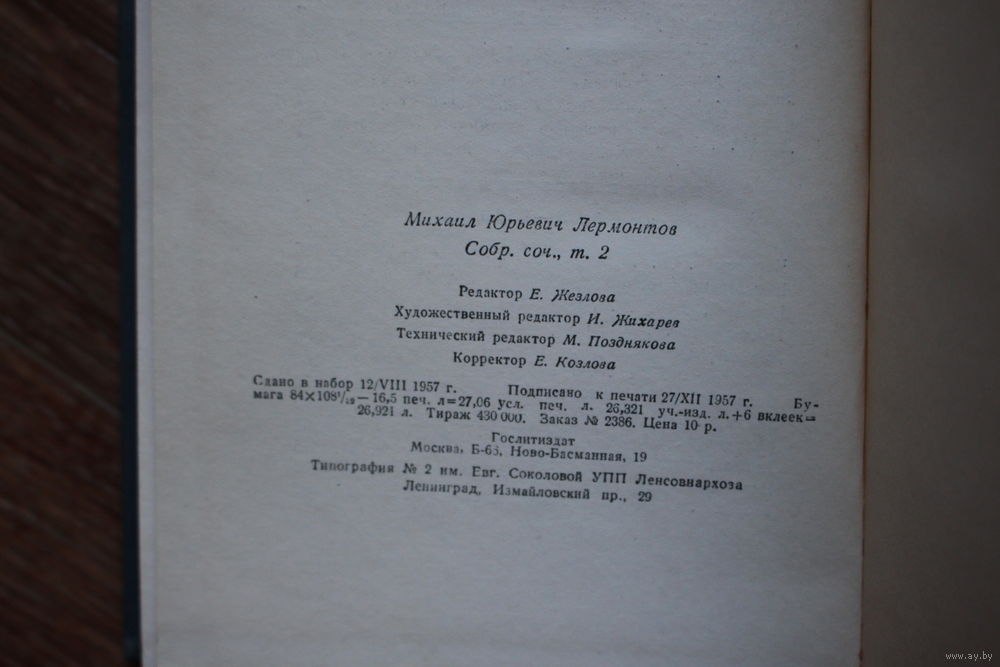 Михаил Юрьевич Лермонтов
Собр. соч., т. 2
Редактор Е. Жезлова
Художественный редактор И. Жихарев
Технический редактор М. Позднякова
Корректор Е. Козлова
Сдано в набор 12/VIII 1957 г. Подписано к печати 27/XII 1957 г. Бу-
мага 84×108¹/₃₂ — 16,5 печ. л = 27,06 усл. печ. л. 26,321 уч.-изд. л. + 6 вклеек =
26,921 л. Тираж 430 000. Заказ № 2386. Цена 10 р.
Гослитиздат
Москва, Б-66, Ново-Басманная, 19
Типография № 2 им. Евг. Соколовой УПП Ленсовнархоза
Ленинград, Измайловский пр., 29
www.ay.by